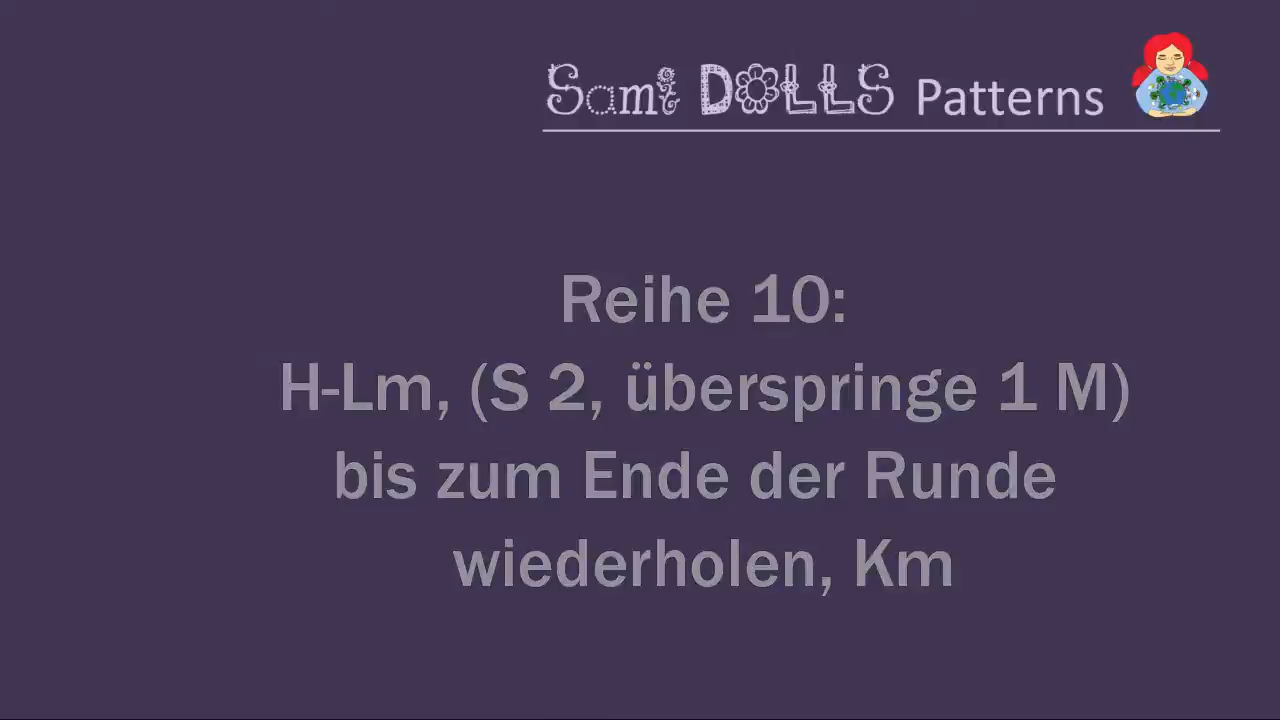 Sami DOLLS Patterns
Reihe 10:
H-Lm, (S 2, überspringe 1 M)
bis zum Ende der Runde
wiederholen, Km